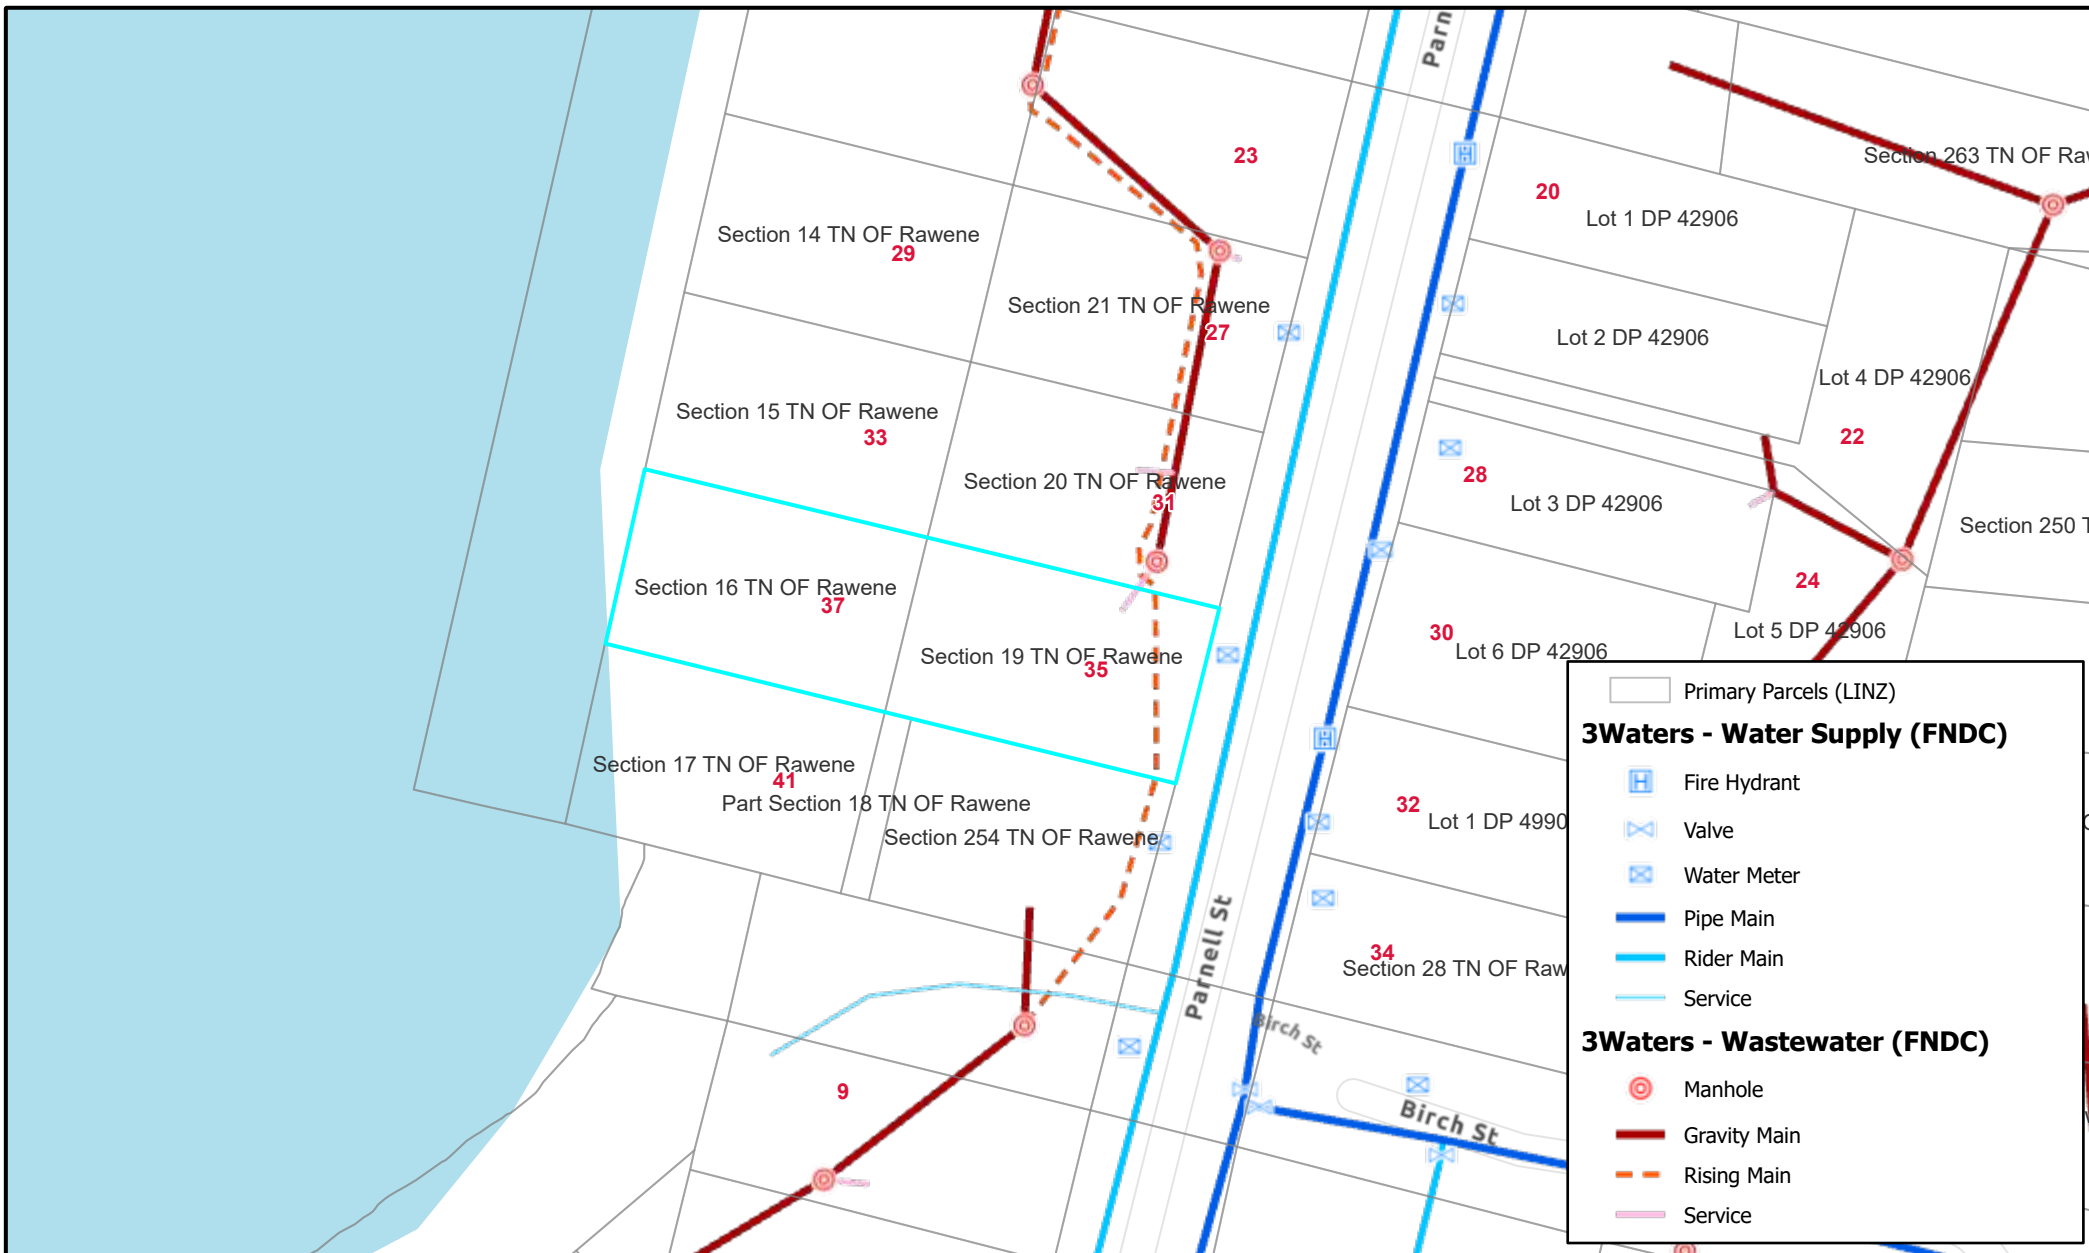 Parn
23
20
Section 263 TN OF Raw
Lot 1 DP 42906
Section 14 TN OF Rawene
29
Section 21 TN OF Rawene
27
Lot 2 DP 42906
Lot 4 DP 42906
22
Section 15 TN OF Rawene
33
Section 20 TN OF Rawene
31
28
Lot 3 DP 42906
Section 250 T
24
Section 16 TN OF Rawene
37
Section 19 TN OF Rawene
35
30
Lot 6 DP 42906
Lot 5 DP 42906
Section 17 TN OF Rawene
41
Part Section 18 TN OF Rawene
Section 254 TN OF Rawene
32
Lot 1 DP 4990
34
Section 28 TN OF Raw
Parnell St
Birch St
Birch St
9
Primary Parcels (LINZ)
3Waters - Water Supply (FNDC)
H Fire Hydrant
Valve
Water Meter
Pipe Main
Rider Main
Service
3Waters - Wastewater (FNDC)
Manhole
Gravity Main
Rising Main
Service
H
H